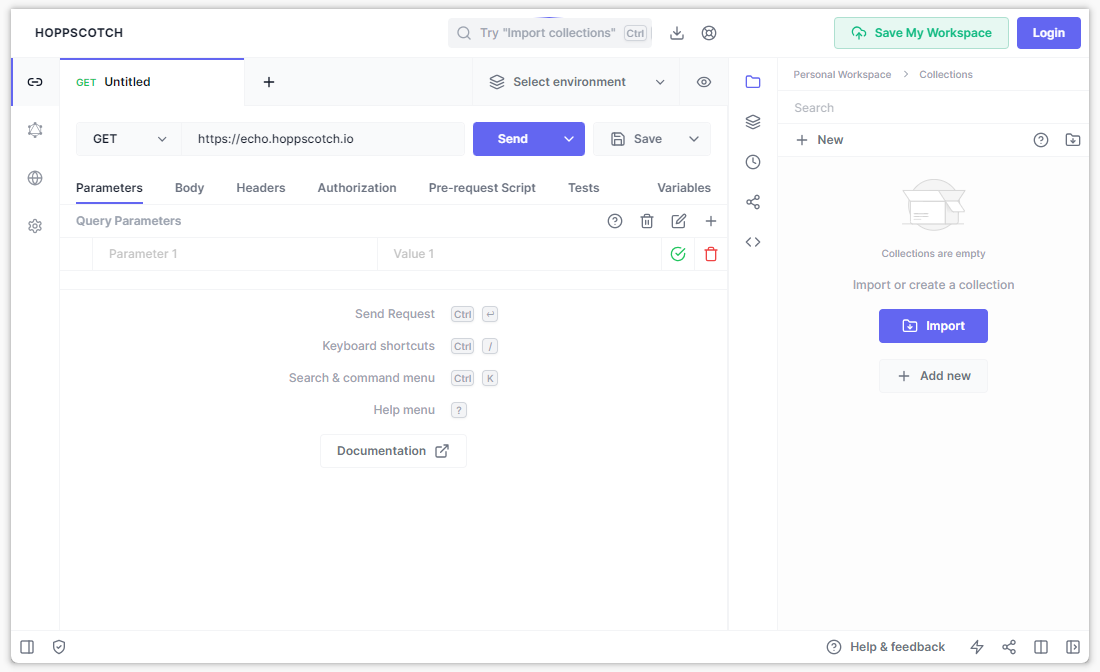 HOPPSCOTCH
Try "Import collections" Ctrl
Save My Workspace
Login
GET Untitled
Select environment
Personal Workspace
Collections
Search
New
GET
https://echo.hoppscotch.io
Send
Save
Parameters
Body
Headers
Authorization
Pre-request Script
Tests
Variables
Query Parameters
Parameter 1
Value 1
Send Request Ctrl ↵
Keyboard shortcuts Ctrl /
Search & command menu Ctrl K
Help menu ?
Documentation
Collections are empty
Import or create a collection
Import
Add new
Help & feedback